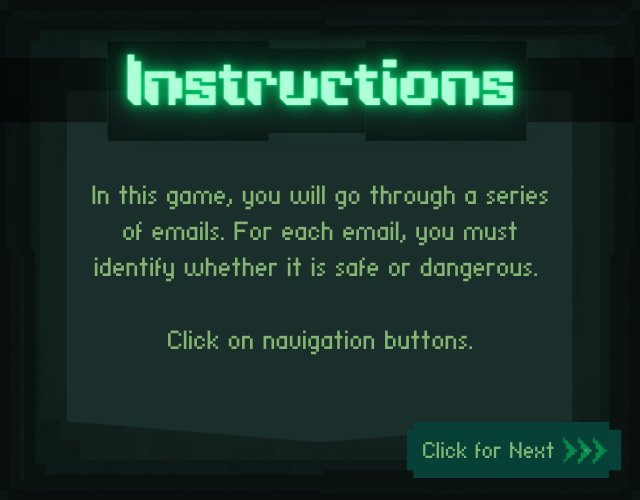 Instructions
In this game, you will go through a series
of emails. For each email, you must
identify whether it is safe or dangerous.
Click on navigation buttons.
Click for Next